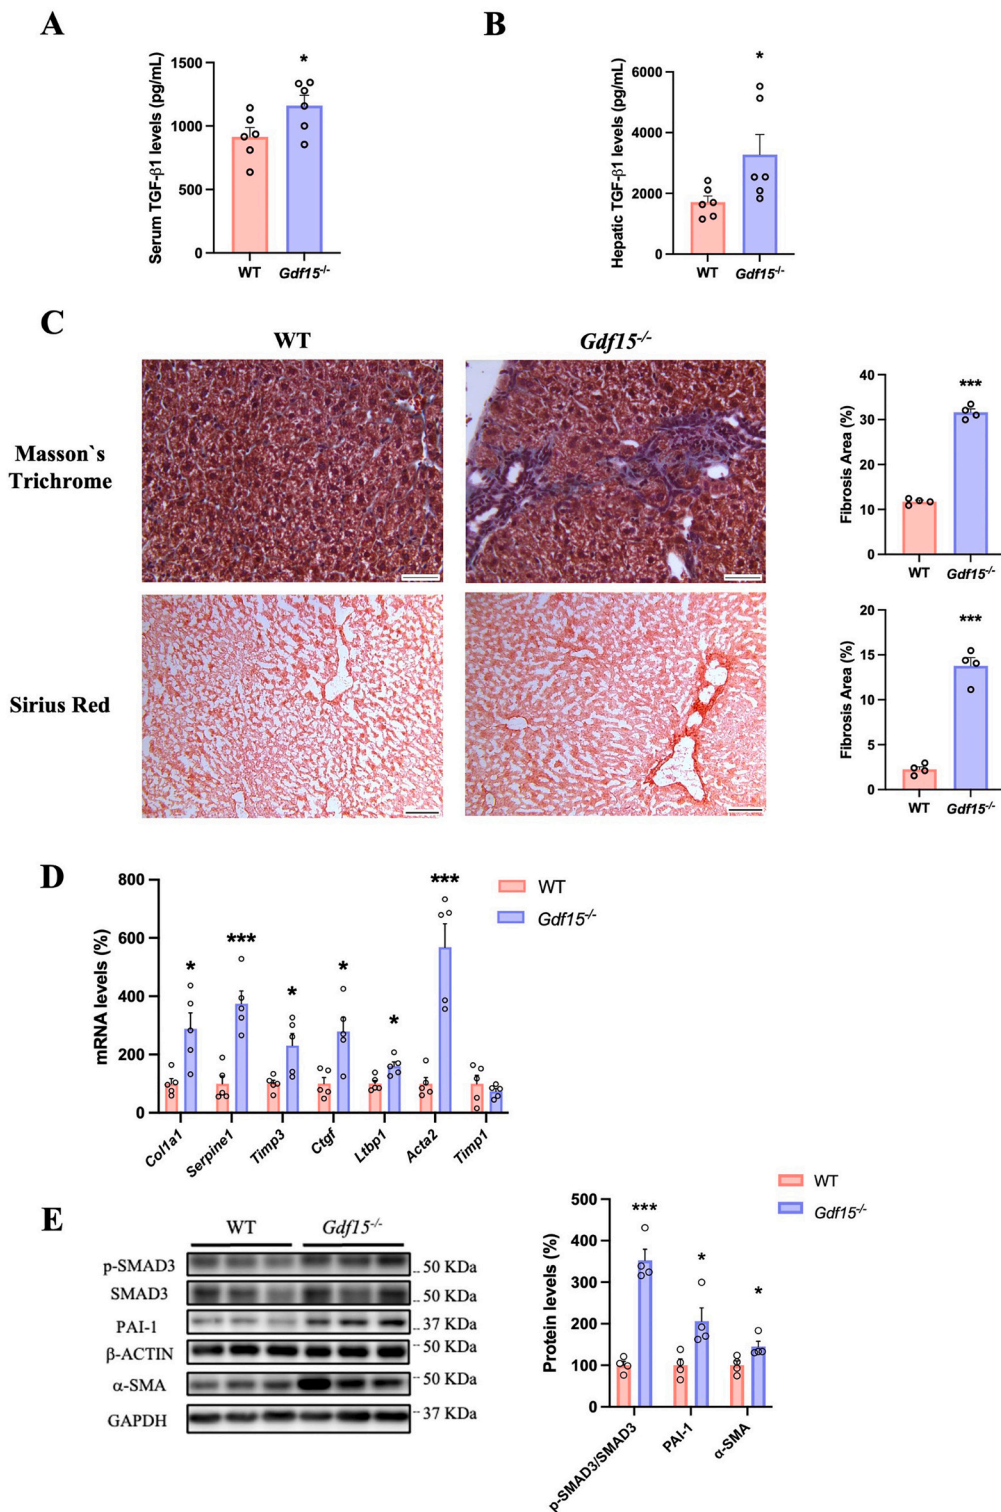 A
Serum TGF-β1 levels (pg/mL)
1500
1000
500
0
*
WT
Gdf15-/-
B
Hepatic TGF-β1 levels (pg/mL)
6000
4000
2000
0
*
WT
Gdf15-/-
C
WT
Gdf15-/-
Masson`s
Trichrome
Fibrosis Area (%)
40
30
20
10
0
***
WT
Gdf15-/-
Sirius Red
Fibrosis Area (%)
20
15
10
5
0
***
WT
Gdf15-/-
D
mRNA levels (%)
800
600
400
200
0
* *** * * * ***
WT
Gdf15-/-
Col1a1
Serpine1
Timp3
Ctgf
Ltbp1
Acta2
Timp1
E
WT
Gdf15-/-
p-SMAD3
50 KDa
SMAD3
50 KDa
PAI-1
37 KDa
β-ACTIN
50 KDa
α-SMA
50 KDa
GAPDH
37 KDa
WT
Gdf15-/-
Protein levels (%)
500
400
300
200
100
0
*** * *
p-SMAD3/SMAD3
PAI-1
α-SMA